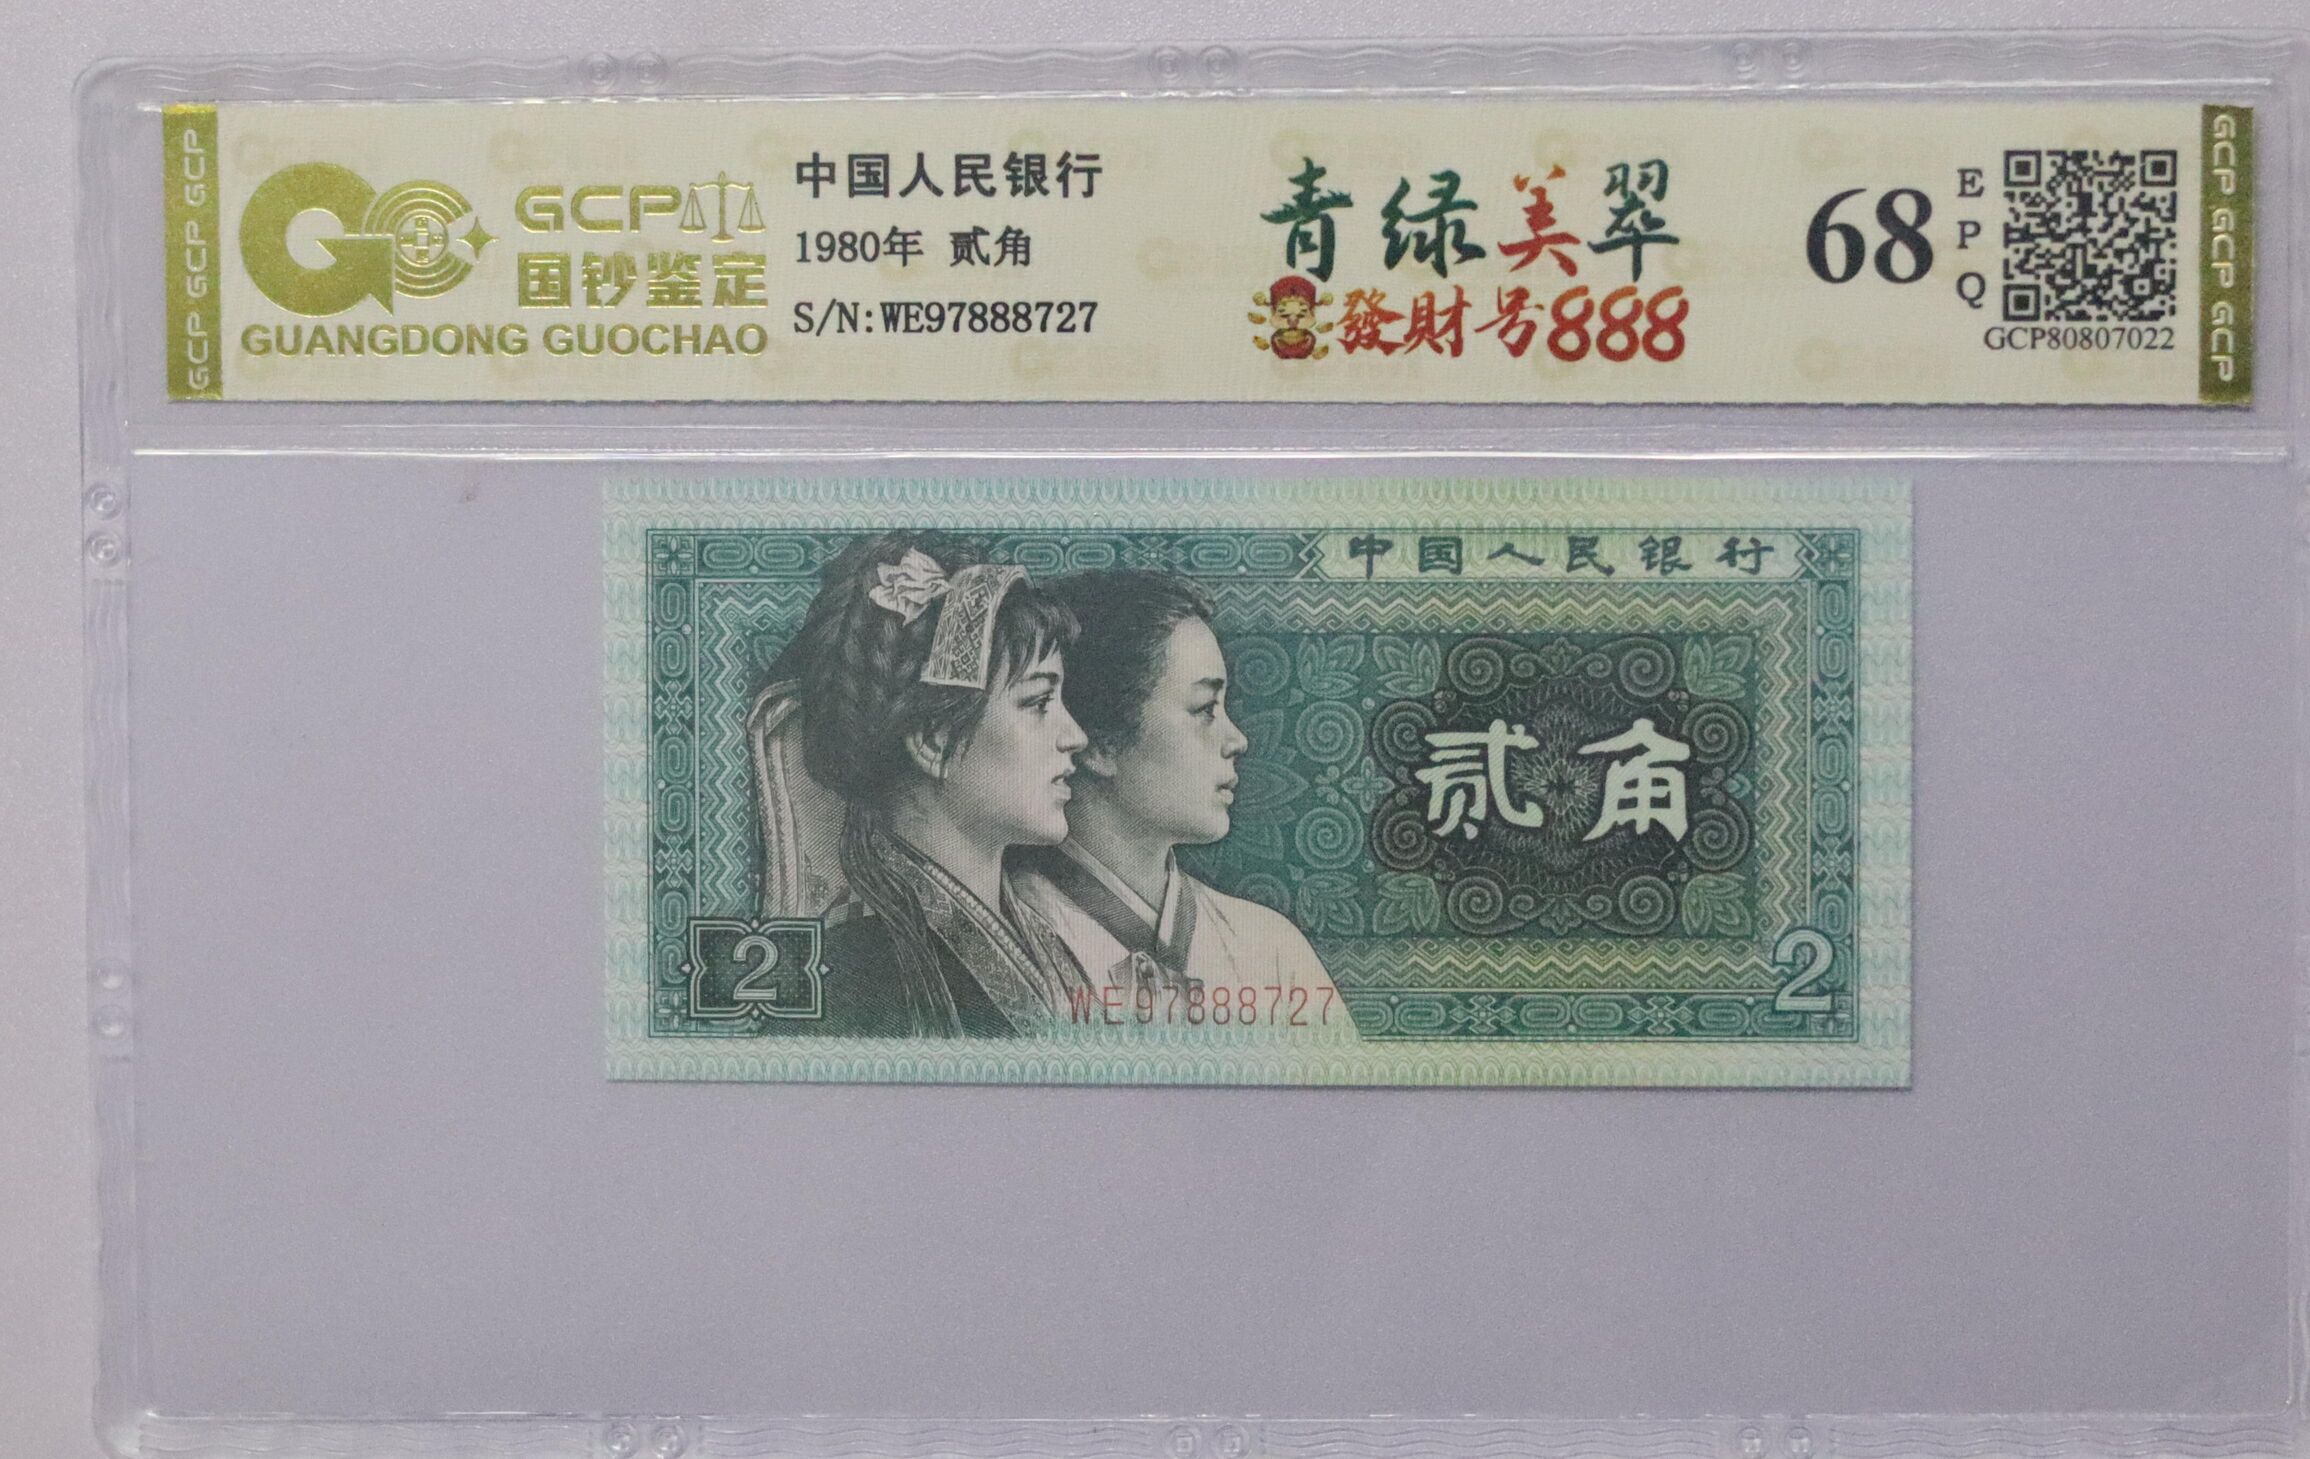 GCP GCP GCP
GCP
国钞鉴定
GUANGDONG GUOCHAO
中国人民银行
1980年 贰角
S/N:WE97888727
青绿美翠
發財号888
68
EPQ
GCP80807022
GCP GCP GCP
中国人民银行
贰角
2
2
WE97888727